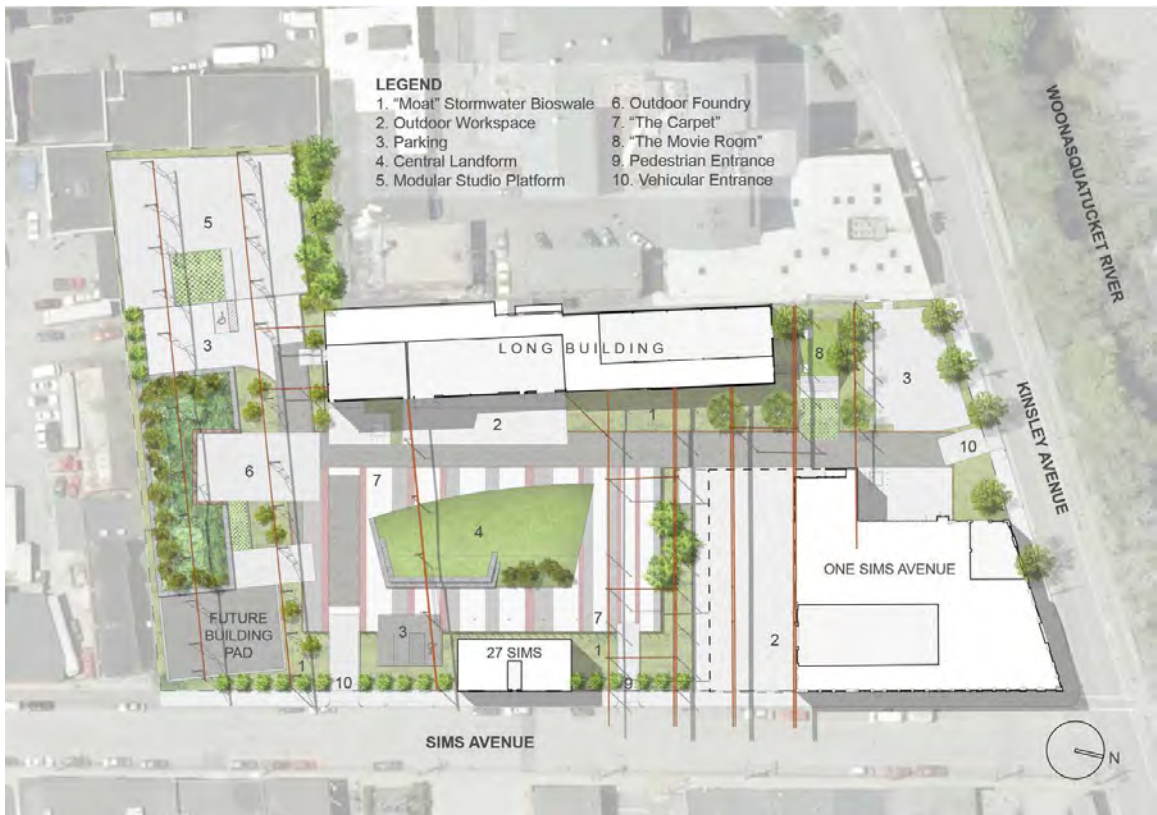 LEGEND
1. “Moat” Stormwater Bioswale
2. Outdoor Workspace
3. Parking
4. Central Landform
5. Modular Studio Platform
6. Outdoor Foundry
7. “The Carpet”
8. “The Movie Room”
9. Pedestrian Entrance
10. Vehicular Entrance
WOONASQUATUCKET RIVER
1
5
3
LONG BUILDING
8
3
KINSLEY AVENUE
1
2
10
6
7
4
ONE SIMS AVENUE
FUTURE
BUILDING
PAD
3
7
1
27 SIMS
1
2
10
9
SIMS AVENUE
N